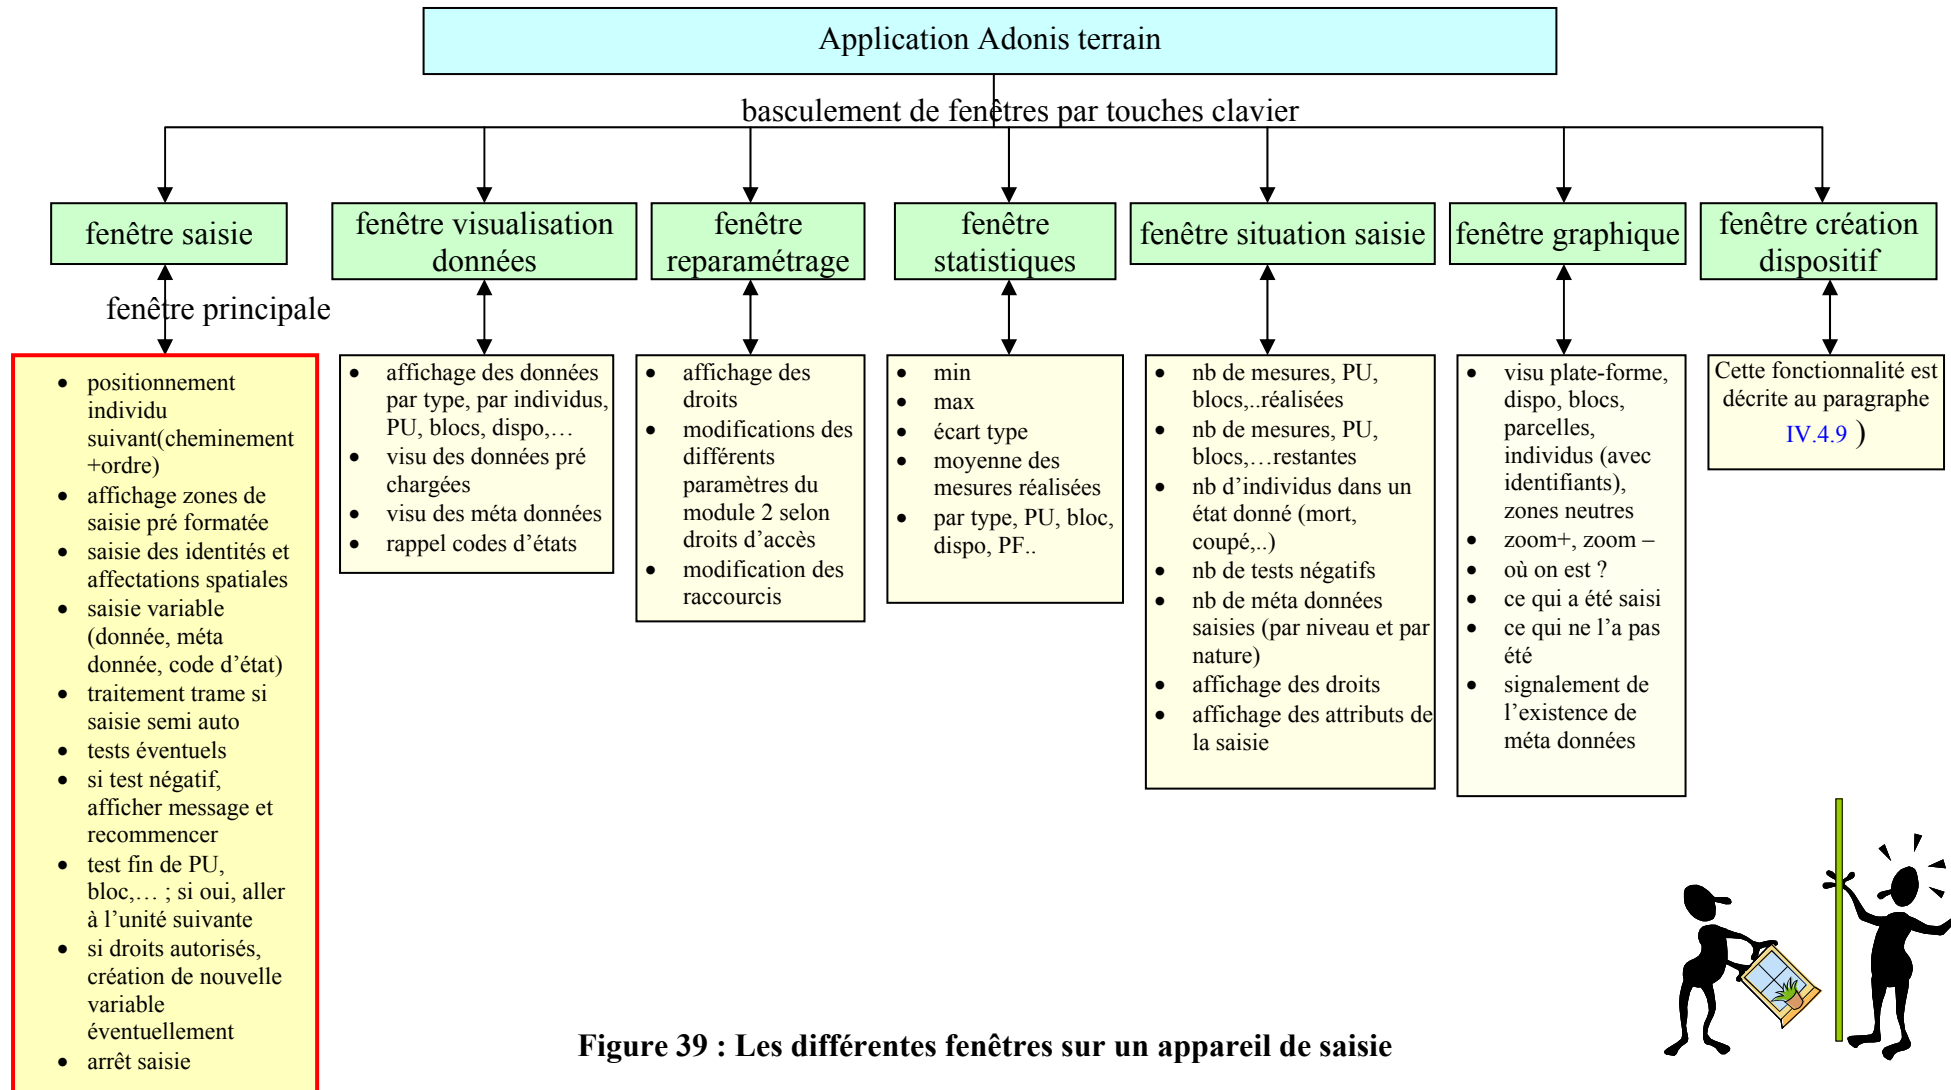 Application Adonis terrain
basculement de fenêtres par touches clavier
fenêtre saisie
fenêtre visualisation
données
fenêtre
reparamétrage
fenêtre
statistiques
fenêtre situation saisie
fenêtre graphique
fenêtre création
dispositif
fenêtre principale
• positionnement
individu
suivant(cheminement
+ordre)
• affichage zones de
saisie pré formatée
• saisie des identités et
affectations spatiales
• saisie variable
(donnée, méta
donnée, code d’état)
• traitement trame si
saisie semi auto
• tests éventuels
• si test négatif,
afficher message et
recommencer
• test fin de PU,
bloc,… ; si oui, aller
à l’unité suivante
• si droits autorisés,
création de nouvelle
variable
éventuellement
• arrêt saisie
• affichage des données
par type, par individus,
PU, blocs, dispo,…
• visu des données pré
chargées
• visu des méta données
• rappel codes d’états
• affichage des
droits
• modifications des
différents
paramètres du
module 2 selon
droits d’accès
• modification des
raccourcis
• min
• max
• écart type
• moyenne des
mesures réalisées
• par type, PU, bloc,
dispo, PF..
• nb de mesures, PU,
blocs,..réalisées
• nb de mesures, PU,
blocs,…restantes
• nb d’individus dans un
état donné (mort,
coupé,..)
• nb de tests négatifs
• nb de méta données
saisies (par niveau et par
nature)
• affichage des droits
• affichage des attributs de
la saisie
• visu plate-forme,
dispo, blocs,
parcelles,
individus (avec
identifiants),
zones neutres
• zoom+, zoom –
• où on est ?
• ce qui a été saisi
• ce qui ne l’a pas
été
• signalement de
l’existence de
méta données
Cette fonctionnalité est
décrite au paragraphe
IV.4.9 )
Figure 39 : Les différentes fenêtres sur un appareil de saisie